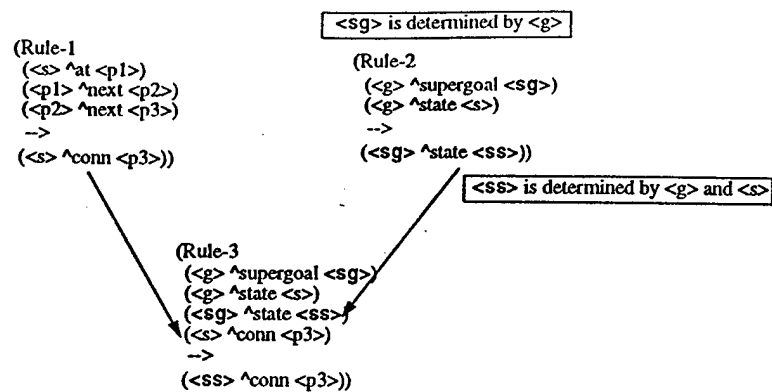 <sg> is determined by <g>
(Rule-1
(<s> ^at <p1>)
(<p1> ^next <p2>)
(<p2> ^next <p3>)
-->
(<s> ^conn <p3>))
(Rule-2
(<g> ^supergoal <sg>)
(<g> ^state <s>)
-->
(<sg> ^state <ss>))
<ss> is determined by <g> and <s>
(Rule-3
(<g> ^supergoal <sg>)
(<g> ^state <s>)
(<sg> ^state <ss>)
(<s> ^conn <p3>)
-->
(<ss> ^conn <p3>))